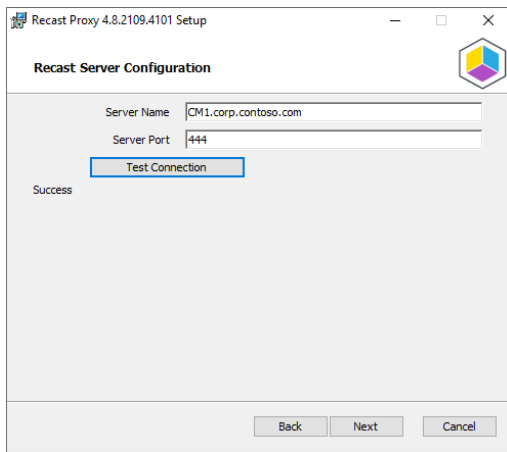 Recast Proxy 4.8.2109.4101 Setup
Recast Server Configuration
Server Name CM1.corp.contoso.com
Server Port 444
Test Connection
Success
Back Next Cancel